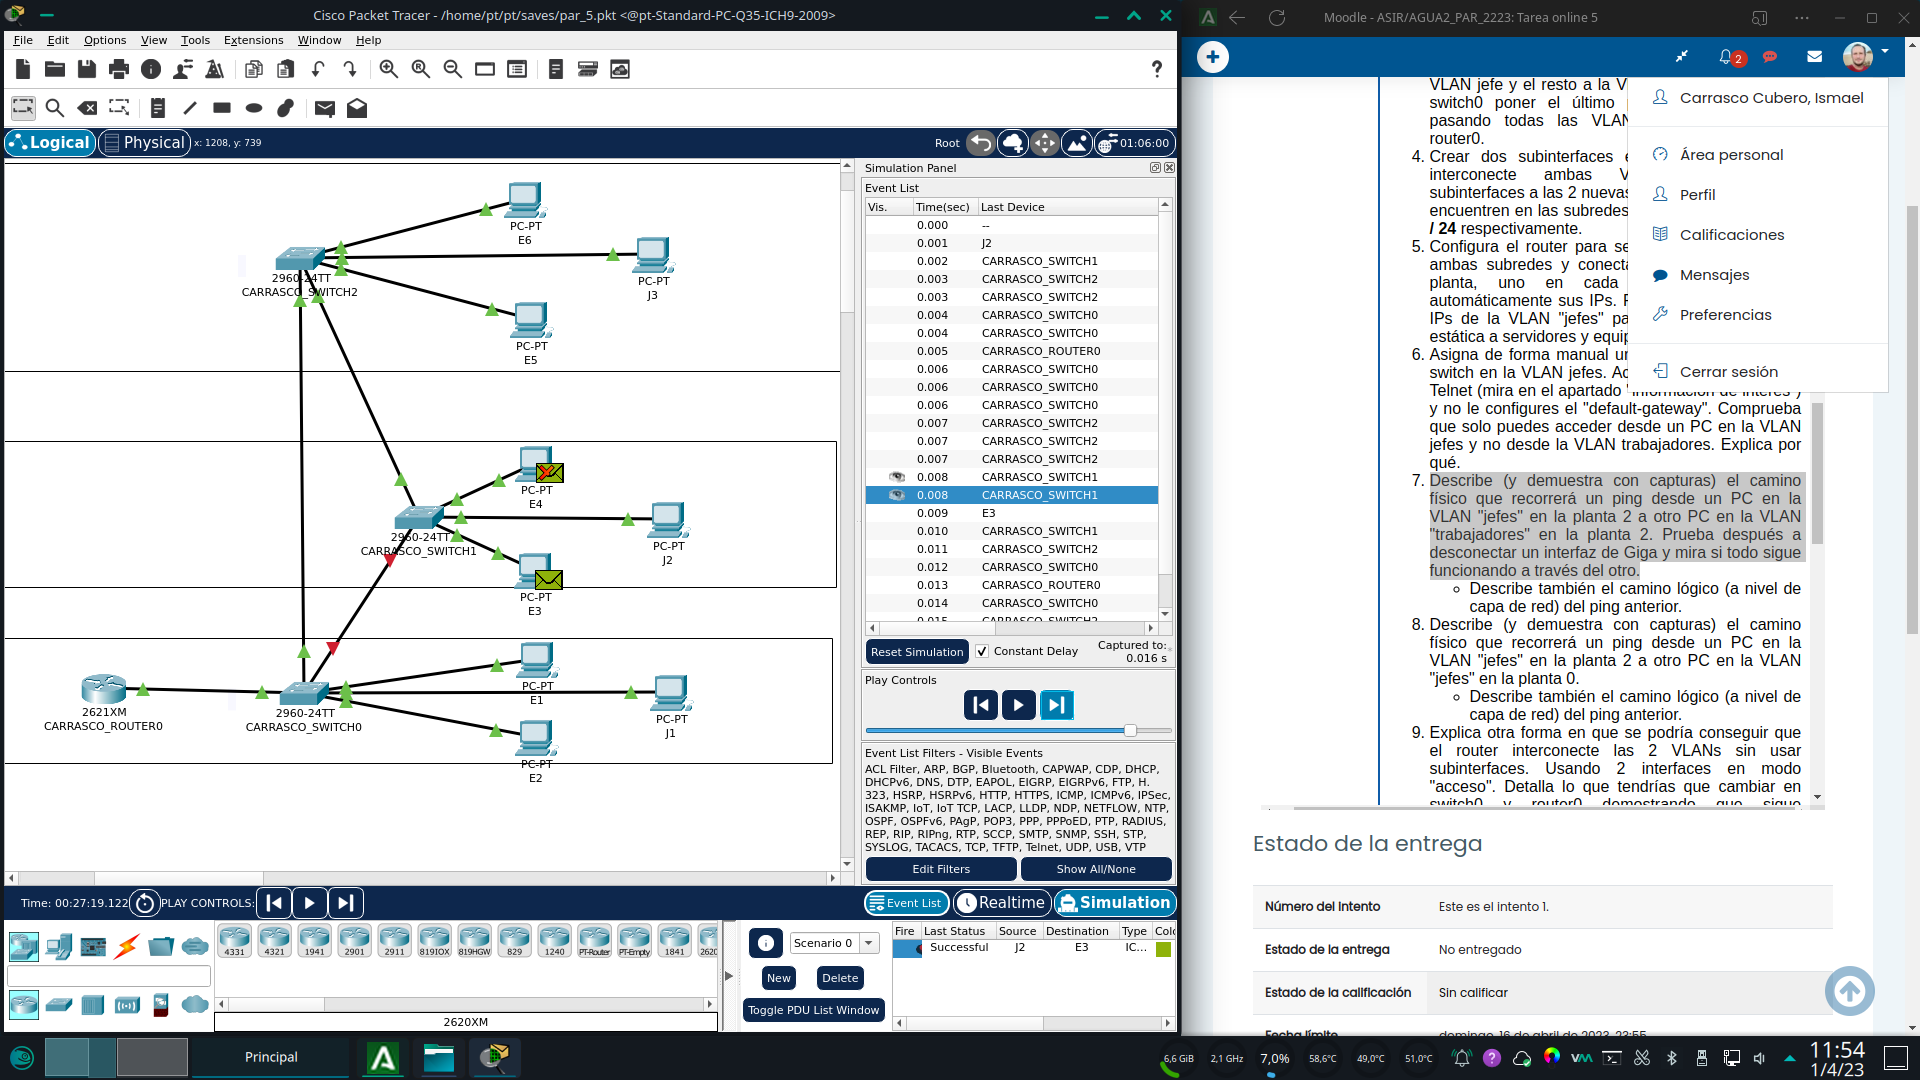 Cisco Packet Tracer - /home/pt/pt/saves/par_5.pkt <@pt-Standard-PC-Q35-ICH9-2009>
File Edit Options View Tools Extensions Window Help
?
Logical Physical x: 1208, y: 739
Root 01:06:00
PC-PT
E6
2960-24TT
CARRASCO_SWITCH2
PC-PT
J3
PC-PT
E5
PC-PT
E4
2960-24TT
CARRASCO_SWITCH1
PC-PT
J2
PC-PT
E3
2621XM
CARRASCO_ROUTER0
2960-24TT
CARRASCO_SWITCH0
PC-PT
E1
PC-PT
J1
PC-PT
E2
Simulation Panel
Event List
Vis. Time(sec) Last Device
0.000 --
0.001 J2
0.002 CARRASCO_SWITCH1
0.003 CARRASCO_SWITCH2
0.003 CARRASCO_SWITCH2
0.004 CARRASCO_SWITCH0
0.004 CARRASCO_SWITCH0
0.005 CARRASCO_ROUTER0
0.006 CARRASCO_SWITCH0
0.006 CARRASCO_SWITCH0
0.006 CARRASCO_SWITCH0
0.007 CARRASCO_SWITCH2
0.007 CARRASCO_SWITCH2
0.007 CARRASCO_SWITCH2
0.008 CARRASCO_SWITCH1
0.008 CARRASCO_SWITCH1
0.009 E3
0.010 CARRASCO_SWITCH1
0.011 CARRASCO_SWITCH2
0.012 CARRASCO_SWITCH0
0.013 CARRASCO_ROUTER0
0.014 CARRASCO_SWITCH0
0.015 CARRASCO_SWITCH2
Reset Simulation Constant Delay Captured to:
0.016 s
Play Controls
Event List Filters - Visible Events
ACL Filter, ARP, BGP, Bluetooth, CAPWAP, CDP, DHCP,
DHCPv6, DNS, DTP, EAPOL, EIGRP, EIGRPv6, FTP, H.
323, HSRP, HSRPv6, HTTP, HTTPS, ICMP, ICMPv6, IPSec,
ISAKMP, IoT, IoT TCP, LACP, LLDP, NDP, NETFLOW, NTP,
OSPF, OSPFv6, PAgP, POP3, PPP, PPPoED, PTP, RADIUS,
REP, RIP, RIPng, RTP, SCCP, SMTP, SNMP, SSH, STP,
SYSLOG, TACACS, TCP, TFTP, Telnet, UDP, USB, VTP
Edit Filters Show All/None
Time: 00:27:19.122 PLAY CONTROLS:
Event List Realtime Simulation
4331 4321 1941 2901 2911 819IOX 819HGW 829 1240 PT-Router PT-Empty 1841 2620
2620XM
Scenario 0
New Delete
Toggle PDU List Window
Fire Last Status Source Destination Type Colo
Successful J2 E3 IC...
Moodle - ASIR/AGUA2_PAR_2223: Tarea online 5
2
VLAN jefe y el resto a la V
switch0 poner el último
pasando todas las VLAN
router0.
4. Crear dos subinterfaces
interconecte ambas V
subinterfaces a las 2 nuevas
encuentren en las subredes
/ 24 respectivamente.
5. Configura el router para se
ambas subredes y conecta
planta, uno en cada
automáticamente sus IPs.
IPs de la VLAN "jefes" pa
estática a servidores y equip
6. Asigna de forma manual un
switch en la VLAN jefes. Ac
Telnet (mira en el apartado "información de interés")
y no le configures el "default-gateway". Comprueba
que solo puedes acceder desde un PC en la VLAN
jefes y no desde la VLAN trabajadores. Explica por
qué.
7. Describe (y demuestra con capturas) el camino
físico que recorrerá un ping desde un PC en la
VLAN "jefes" en la planta 2 a otro PC en la VLAN
"trabajadores" en la planta 2. Prueba después a
desconectar un interfaz de Giga y mira si todo sigue
funcionando a través del otro.
Describe también el camino lógico (a nivel de
capa de red) del ping anterior.
8. Describe (y demuestra con capturas) el camino
físico que recorrerá un ping desde un PC en la
VLAN "jefes" en la planta 2 a otro PC en la VLAN
"jefes" en la planta 0.
Describe también el camino lógico (a nivel de
capa de red) del ping anterior.
9. Explica otra forma en que se podría conseguir que
el router interconecte las 2 VLANs sin usar
subinterfaces. Usando 2 interfaces en modo
"acceso". Detalla lo que tendrías que cambiar en
switch0 y router0 demostrando que sigue
Carrasco Cubero, Ismael
Área personal
Perfil
Calificaciones
Mensajes
Preferencias
Cerrar sesión
Estado de la entrega
Número del intento Este es el intento 1.
Estado de la entrega No entregado
Estado de la calificación Sin calificar
Fecha límite domingo, 16 de abril de 2023, 23:55
Principal
6,6 GiB 2,1 GHz 7,0% 58,6°C 49,0°C 51,0°C
11:54
1/4/23